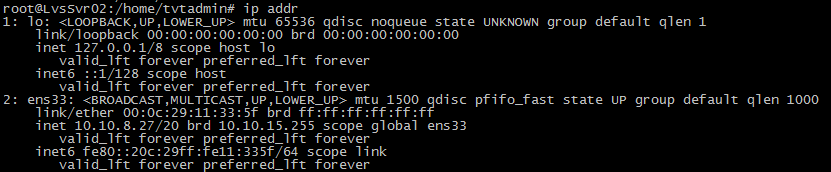 root@LvsSvr02:/home/tvtadmin# ip addr
1: lo: <LOOPBACK,UP,LOWER_UP> mtu 65536 qdisc noqueue state UNKNOWN group default qlen 1
    link/loopback 00:00:00:00:00:00 brd 00:00:00:00:00:00
    inet 127.0.0.1/8 scope host lo
       valid_lft forever preferred_lft forever
    inet6 ::1/128 scope host
       valid_lft forever preferred_lft forever
2: ens33: <BROADCAST,MULTICAST,UP,LOWER_UP> mtu 1500 qdisc pfifo_fast state UP group default qlen 1000
    link/ether 00:0c:29:11:33:5f brd ff:ff:ff:ff:ff:ff
    inet 10.10.8.27/20 brd 10.10.15.255 scope global ens33
       valid_lft forever preferred_lft forever
    inet6 fe80::20c:29ff:fe11:335f/64 scope link
       valid_lft forever preferred_lft forever